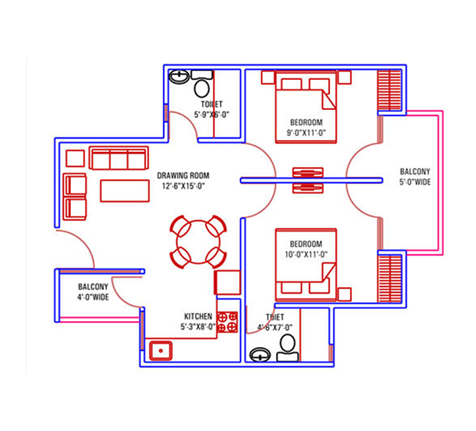 TOILET
5'-9"X6'-0"
BEDROOM
9'-0"X11'-0"
DRAWING ROOM
12'-6"X15'-0"
BALCONY
5'-0"WIDE
BEDROOM
10'-0"X11'-0"
BALCONY
4'-0"WIDE
KITCHEN
5'-3"X8'-0"
TOIET
4'-6"X7'-0"